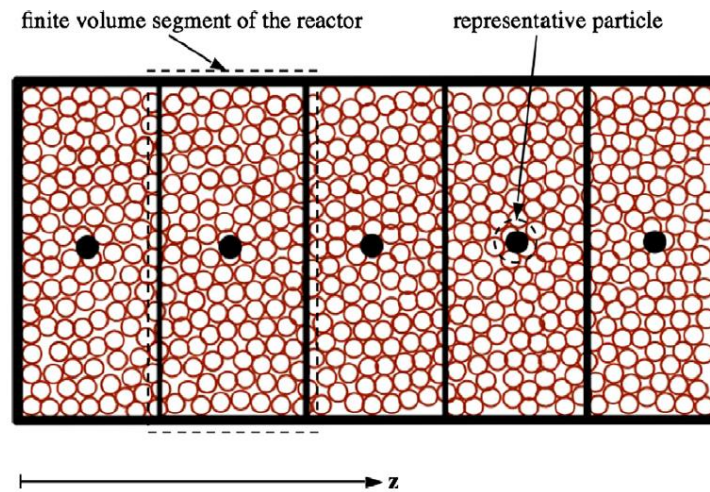 finite volume segment of the reactor
representative particle
z